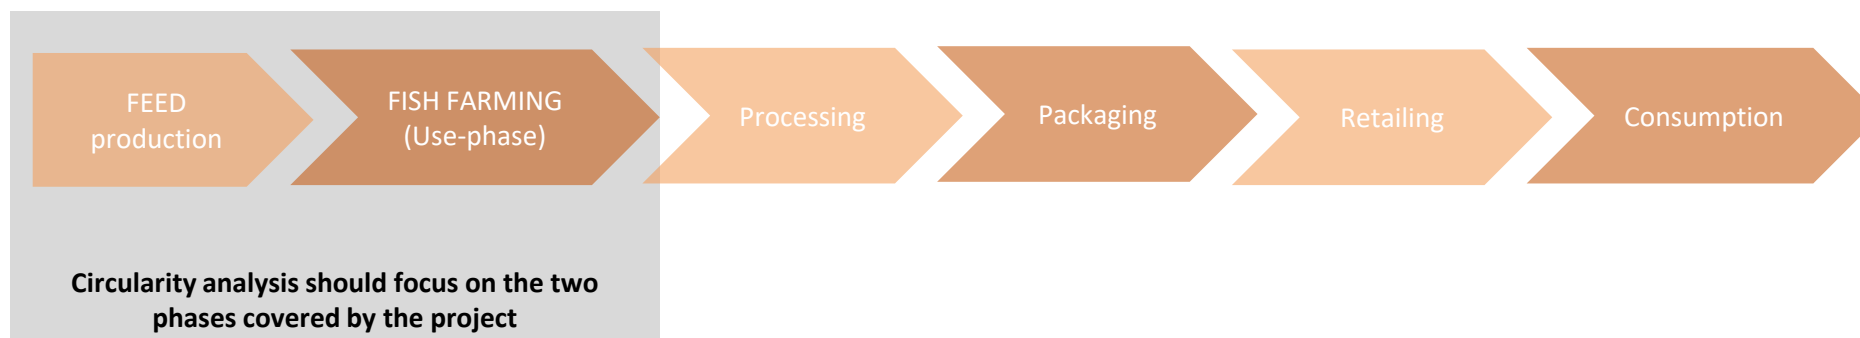 FEED
production
FISH FARMING
(Use-phase)
Processing
Packaging
Retailing
Consumption
Circularity analysis should focus on the two
phases covered by the project